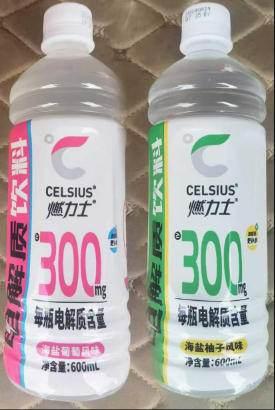 电解质饮料
CELSIUS®
燃力士®
300mg
每瓶电解质含量
海盐葡萄风味
净含量:600mL
电解质饮料
CELSIUS®
燃力士®
300mg
每瓶电解质含量
海盐柚子风味
净含量:600mL